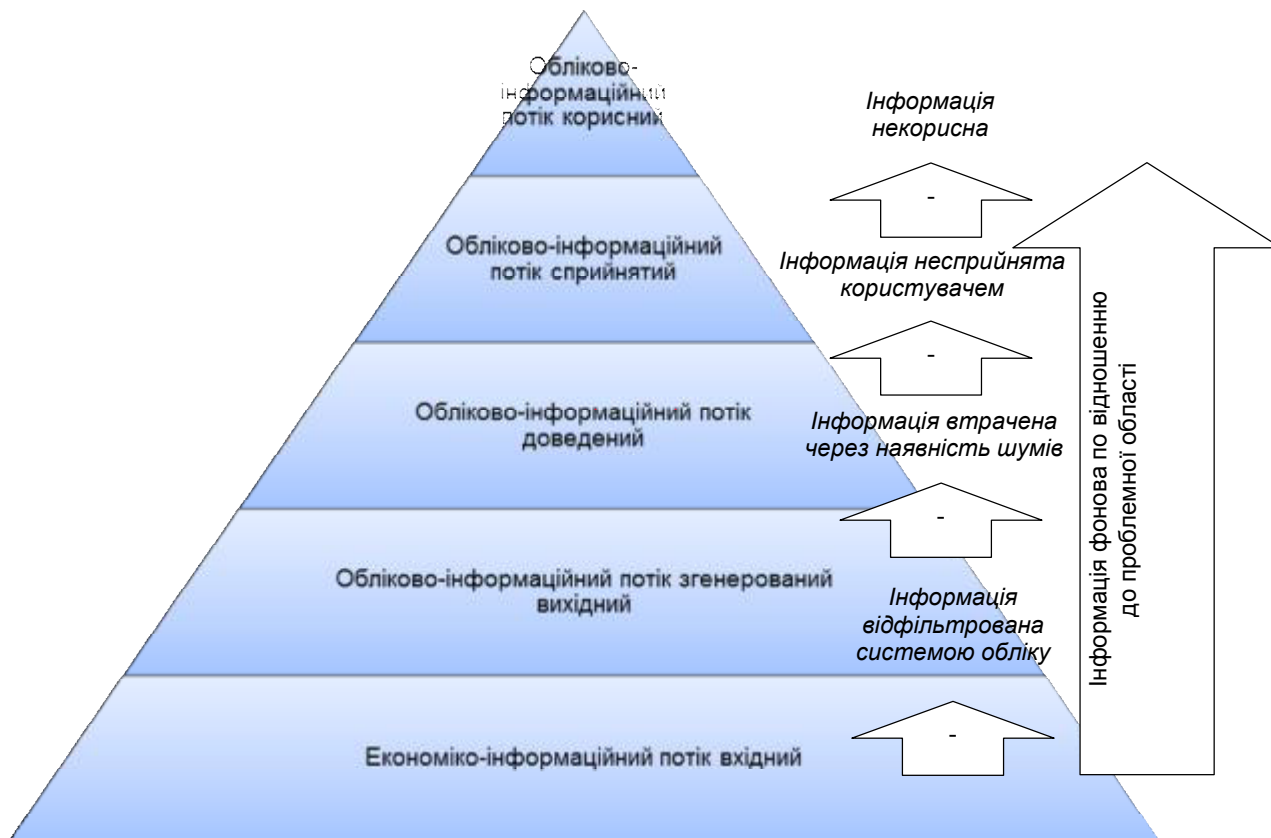 Обліково-
інформаційний
потік корисний
Інформація
некорисна
-
Обліково-інформаційний
потік сприйнятий
Інформація несприйнята
користувачем
-
Обліково-інформаційний потік
доведений
Інформація втрачена
через наявність шумів
-
Обліково-інформаційний потік згенерований
вихідний
Інформація
відфільтрована
системою обліку
-
Економіко-інформаційний потік вхідний
Інформація фонова по відношенню
до проблемної області